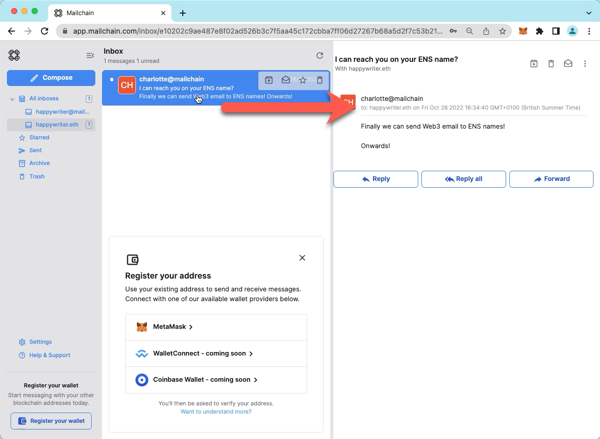 Mailchain
app.mailchain.com/inbox/e10202c9ae487e8f02ad526b3c7f5aa45c172cbba7ff06d27267b68a5d2f7c53b21...
Compose
All inboxes 1
happywriter@mail...
happywriter.eth 1
Starred
Sent
Archive
Trash
Settings
Help & Support
Register your wallet
Start messaging with your other
blockchain addresses today.
Register your wallet
Inbox
1 messages 1 unread
CH
charlotte@mailchain
I can reach you on your ENS name?
Finally we can send Web3 email to ENS names! Onwards!
Register your address
Use your existing address to send and receive messages.
Connect with one of our available wallet providers below.
MetaMask
WalletConnect - coming soon
Coinbase Wallet - coming soon
You'll then be asked to verify your address.
Want to understand more?
I can reach you on your ENS name?
With happywriter.eth
CH
charlotte@mailchain
to: happywriter.eth on Fri Oct 28 2022 16:34:40 GMT+0100 (British Summer Time)
Finally we can send Web3 email to ENS names!
Onwards!
Reply
Reply all
Forward